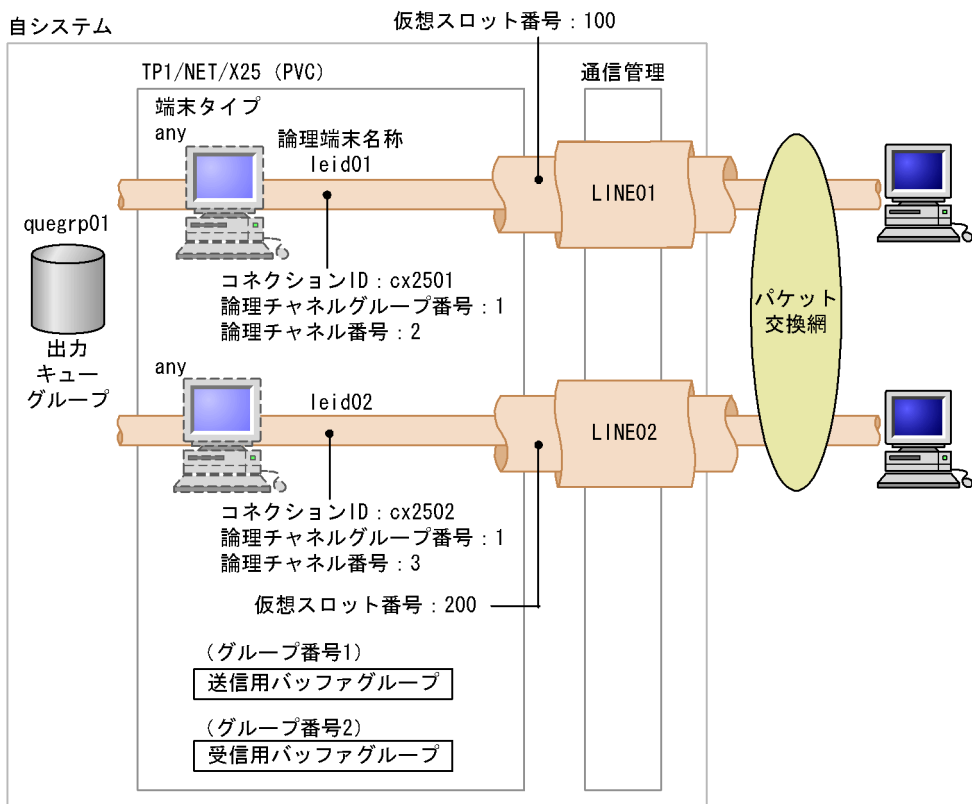 仮想スロット番号：100
自システム
TP1/NET/X25（PVC）
通信管理
端末タイプ
any
論理端末名称
leid01
LINE01
quegrp01
コネクションID：cx2501
論理チャネルグループ番号：1
論理チャネル番号：2
パケット
交換網
出力
キュー
グループ
any
leid02
LINE02
コネクションID：cx2502
論理チャネルグループ番号：1
論理チャネル番号：3
仮想スロット番号：200
（グループ番号1）
送信用バッファグループ
（グループ番号2）
受信用バッファグループ